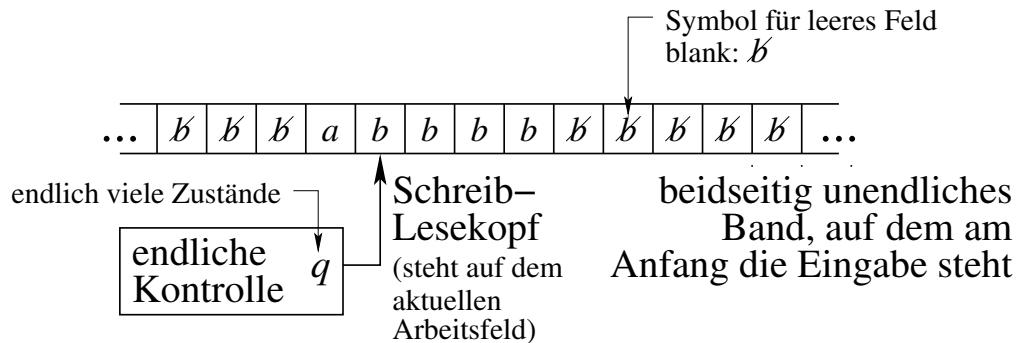 Symbol für leeres Feld
blank: ƀ
... ƀ ƀ ƀ a b b b b ƀ ƀ ƀ ƀ ƀ ...
endlich viele Zustände
endliche
Kontrolle
q
Schreib–
Lesekopf
(steht auf dem
aktuellen
Arbeitsfeld)
beidseitig unendliches
Band, auf dem am
Anfang die Eingabe steht